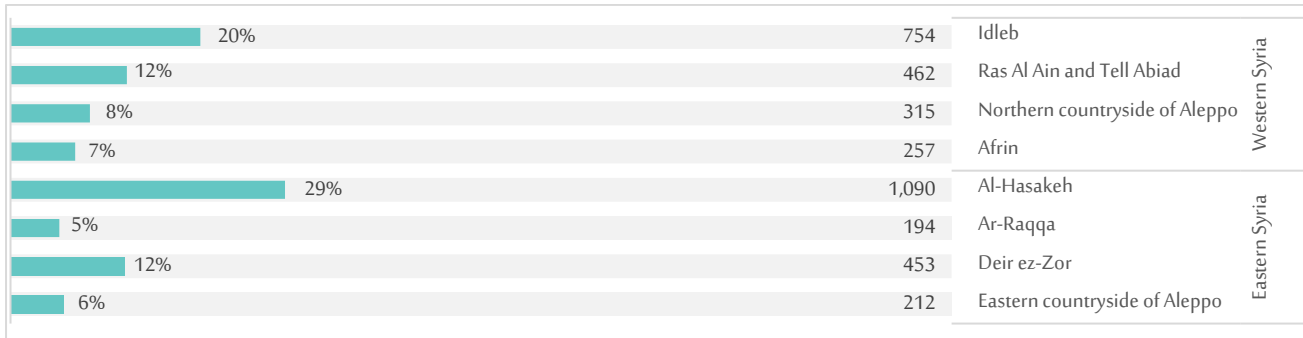 20% 754 Idleb
12% 462 Ras Al Ain and Tell Abiad
8% 315 Northern countryside of Aleppo
7% 257 Afrin
Western Syria
29% 1,090 Al-Hasakeh
5% 194 Ar-Raqqa
12% 453 Deir ez-Zor
6% 212 Eastern countryside of Aleppo
Eastern Syria